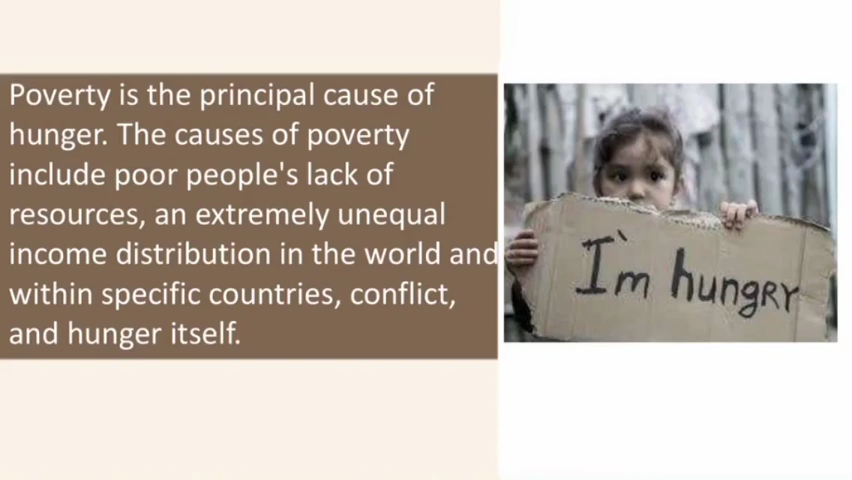 Poverty is the principal cause of
hunger. The causes of poverty
include poor people's lack of
resources, an extremely unequal
income distribution in the world and
within specific countries, conflict,
and hunger itself.
I'm hungRy